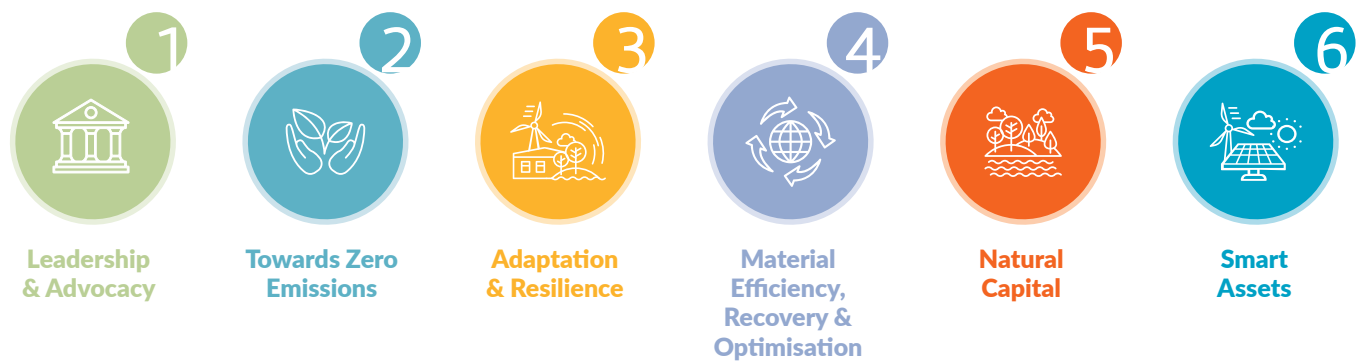 1
2
3
4
5
6
Leadership
& Advocacy
Towards Zero
Emissions
Adaptation
& Resilience
Material
Efficiency,
Recovery &
Optimisation
Natural
Capital
Smart
Assets